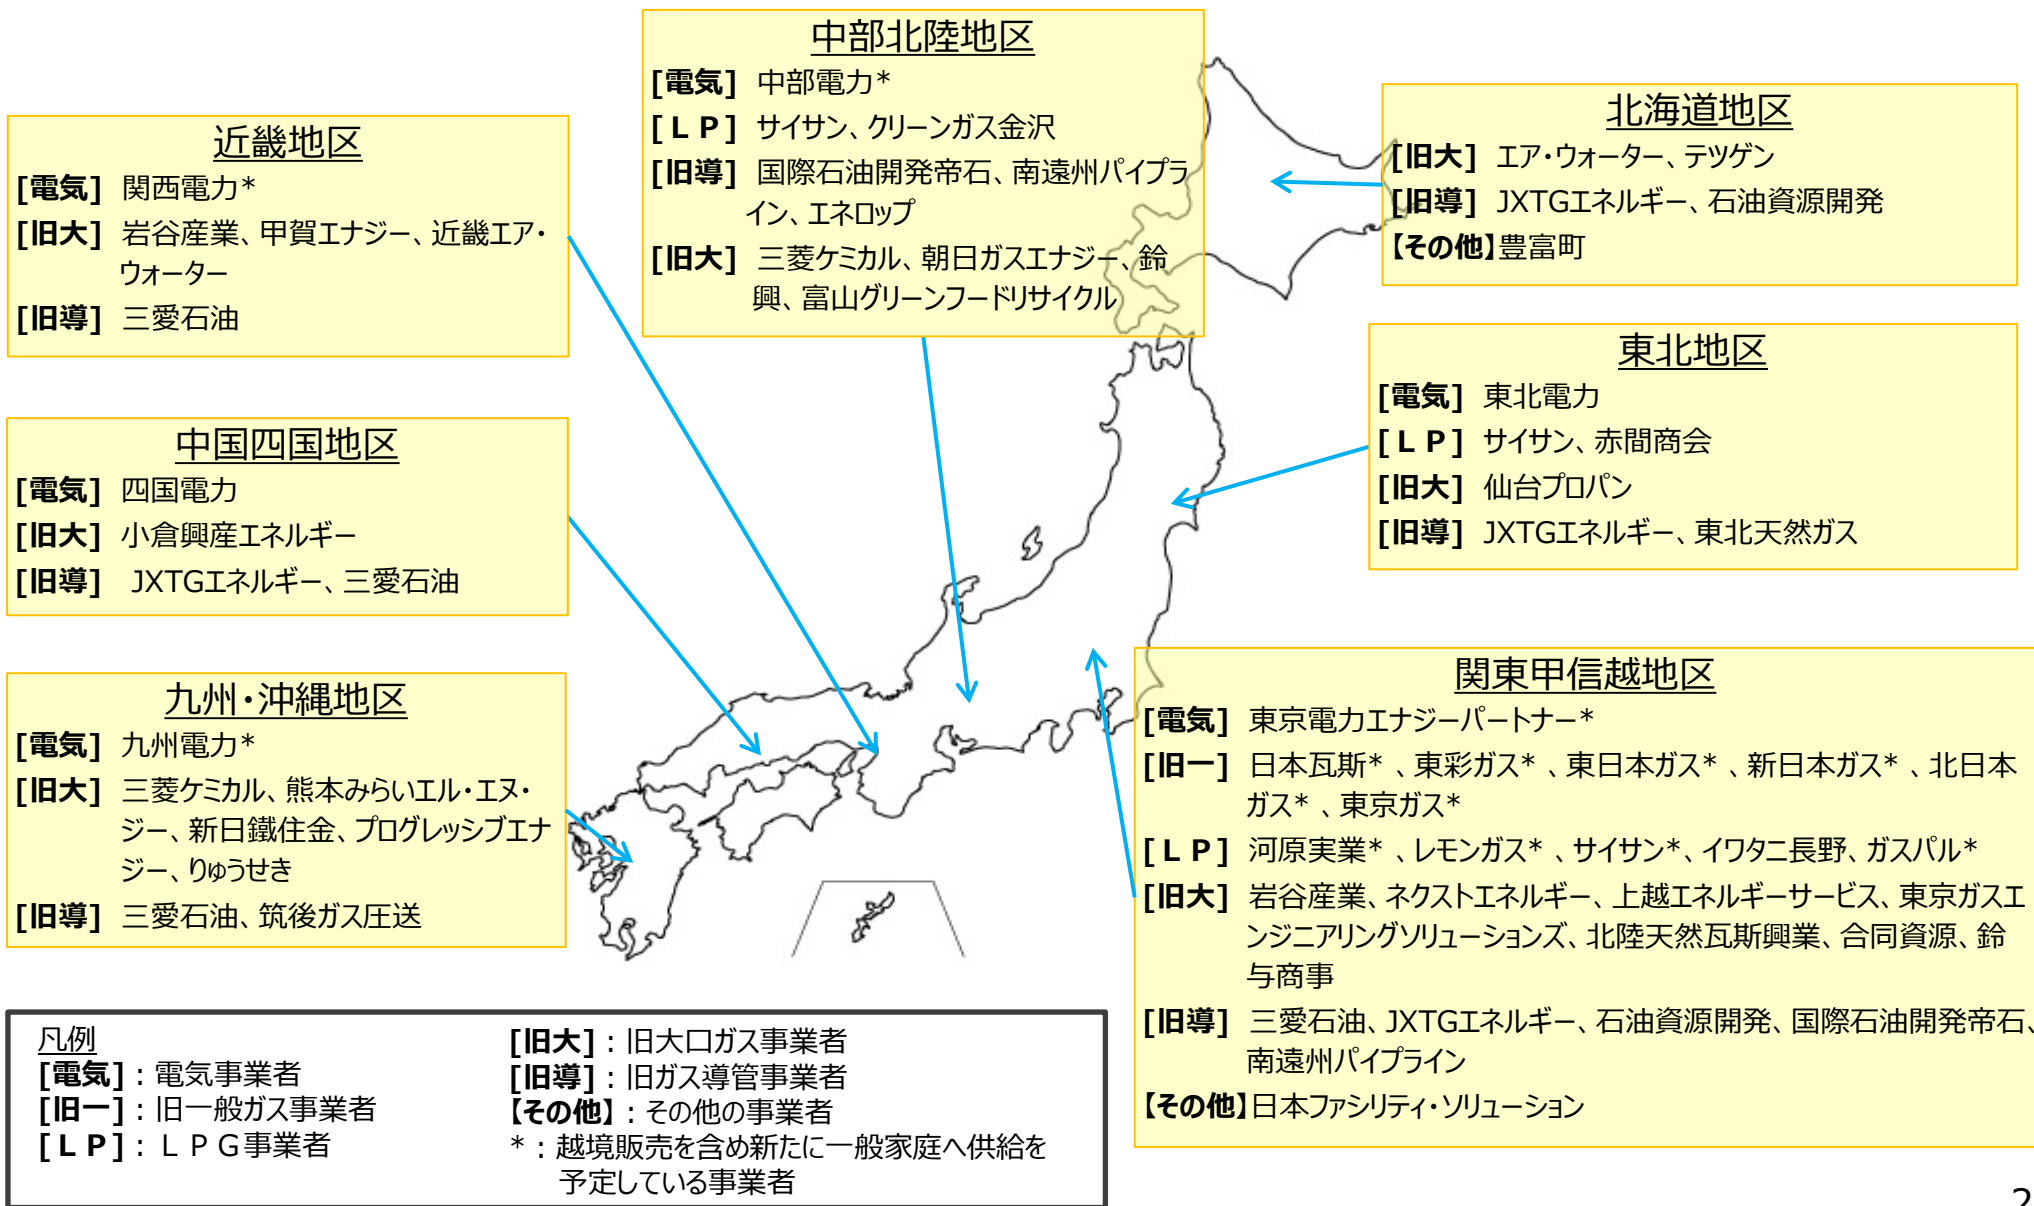 中部北陸地区
[電気] 中部電力*
[ＬＰ] サイサン、クリーンガス金沢
[旧導] 国際石油開発帝石、南遠州パイプラ
イン、エネロップ
[旧大] 三菱ケミカル、朝日ガスエナジー、鈴
興、富山グリーンフードリサイクル
北海道地区
[旧大] エア・ウォーター、テツゲン
[旧導] JXTGエネルギー、石油資源開発
【その他】豊富町
近畿地区
[電気] 関西電力*
[旧大] 岩谷産業、甲賀エナジー、近畿エア・
ウォーター
[旧導] 三愛石油
東北地区
[電気] 東北電力
[ＬＰ] サイサン、赤間商会
[旧大] 仙台プロパン
[旧導] JXTGエネルギー、東北天然ガス
中国四国地区
[電気] 四国電力
[旧大] 小倉興産エネルギー
[旧導] JXTGエネルギー、三愛石油
関東甲信越地区
[電気] 東京電力エナジーパートナー*
[旧一] 日本瓦斯* 、東彩ガス* 、東日本ガス* 、新日本ガス* 、北日本
ガス* 、東京ガス*
[ＬＰ] 河原実業* 、レモンガス* 、サイサン*、イワタニ長野、ガスパル*
[旧大] 岩谷産業、ネクストエネルギー、上越エネルギーサービス、東京ガスエ
ンジニアリングソリューションズ、北陸天然瓦斯興業、合同資源、鈴
与商事
[旧導] 三愛石油、JXTGエネルギー、石油資源開発、国際石油開発帝石、
南遠州パイプライン
【その他】日本ファシリティ・ソリューション
九州・沖縄地区
[電気] 九州電力*
[旧大] 三菱ケミカル、熊本みらいエル・エヌ・
ジー、新日鐵住金、プログレッシブエナ
ジー、りゅうせき
[旧導] 三愛石油、筑後ガス圧送
凡例
[電気]：電気事業者
[旧一]：旧一般ガス事業者
[ＬＰ]：ＬＰＧ事業者
[旧大]：旧大口ガス事業者
[旧導]：旧ガス導管事業者
【その他】：その他の事業者
*：越境販売を含め新たに一般家庭へ供給を
予定している事業者
2